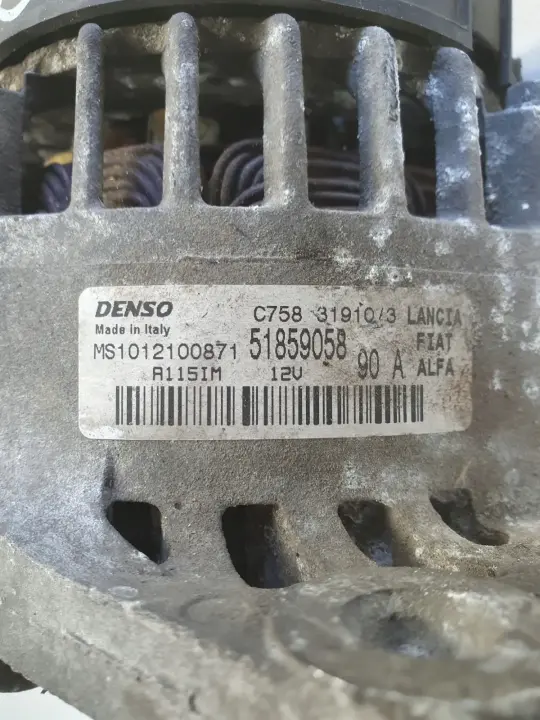 DENSO C758 31910/3 LANCIA
Made in Italy FIAT
MS1012100871 51859058 90 A ALFA
A115IM 12V